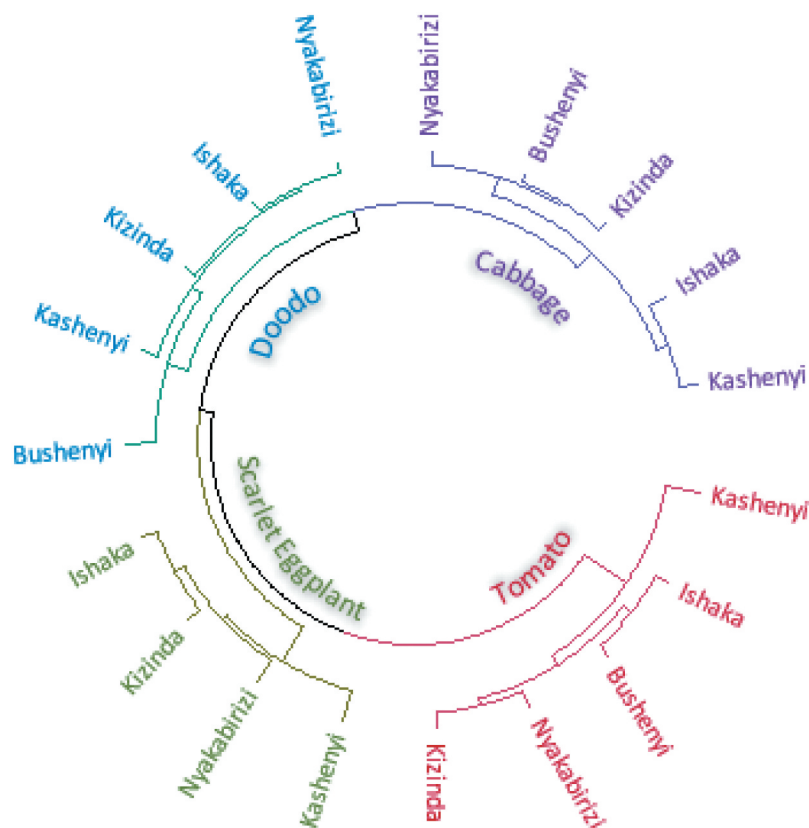 Nyakabirizi
Ishaka
Kizinda
Kashenyi
Bushenyi
Doodo
Nyakabirizi
Bushenyi
Kizinda
Ishaka
Kashenyi
Cabbage
Ishaka
Kizinda
Nyakabirizi
Kashenyi
Scarlet Eggplant
Kashenyi
Ishaka
Bushenyi
Nyakabirizi
Kizinda
Tomato